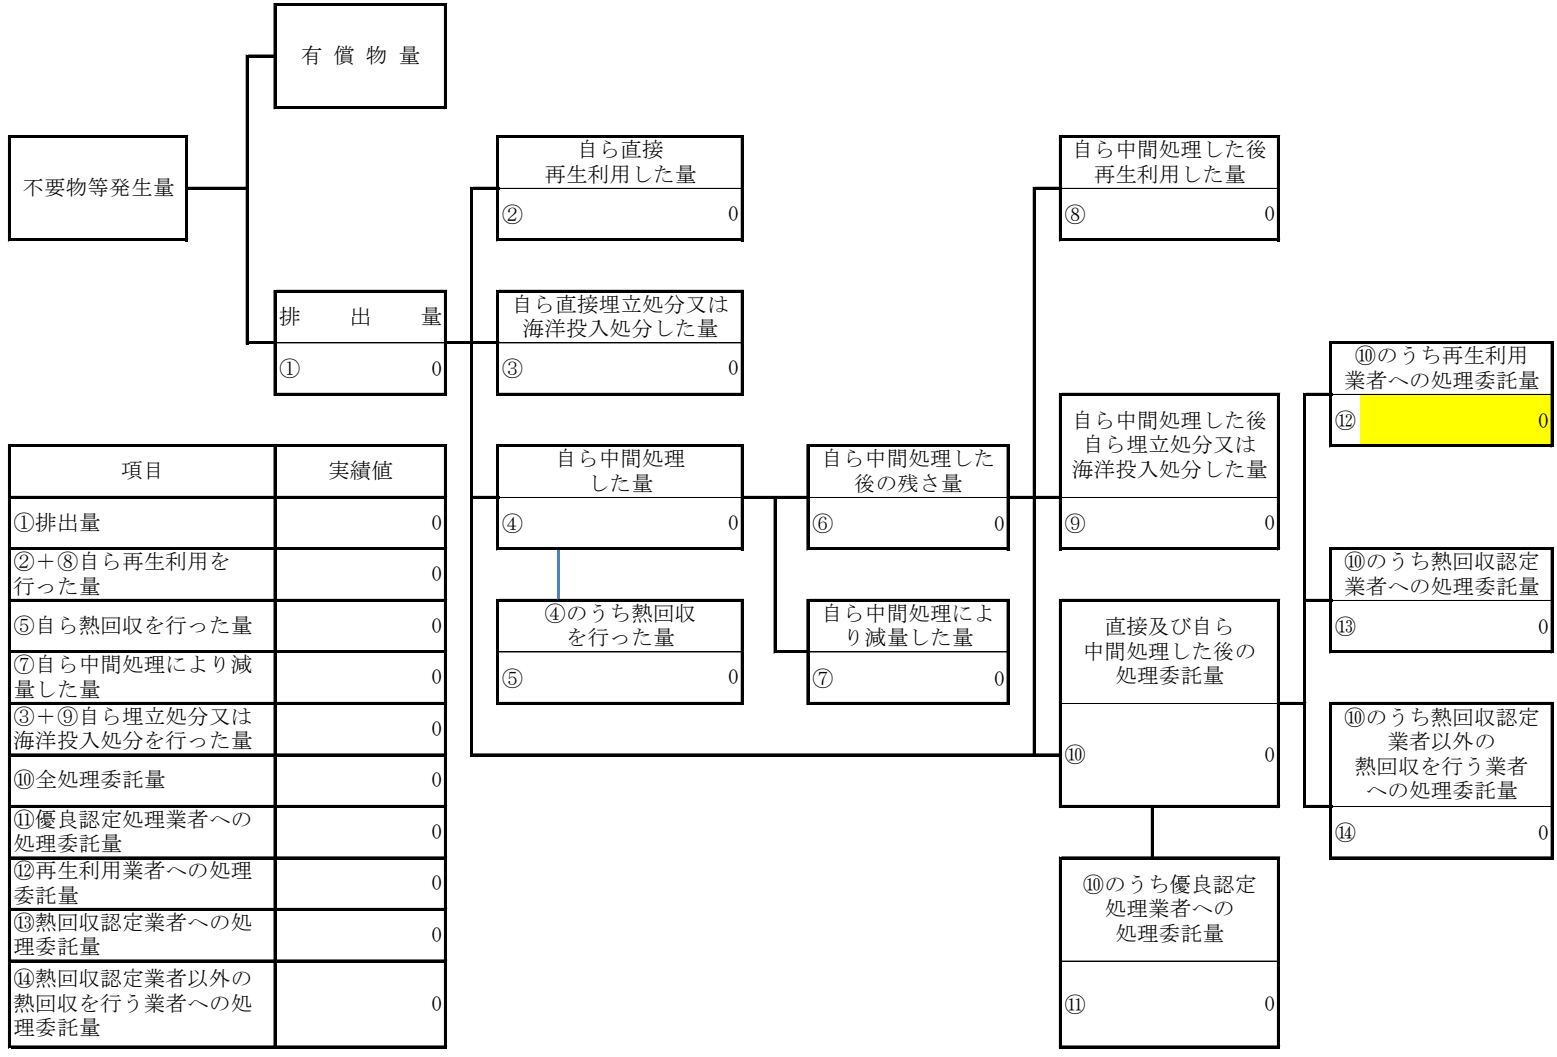 有償物量
不要物等発生量
排出量
① 0
自ら直接
再生利用した量
② 0
自ら直接埋立処分又は
海洋投入処分した量
③ 0
自ら中間処理
した量
④ 0
④のうち熱回収
を行った量
⑤ 0
自ら中間処理した
後の残さ量
⑥ 0
自ら中間処理によ
り減量した量
⑦ 0
自ら中間処理した後
再生利用した量
⑧ 0
自ら中間処理した後
自ら埋立処分又は
海洋投入処分した量
⑨ 0
直接及び自ら
中間処理した後の
処理委託量
⑩ 0
⑩のうち優良認定
処理業者への
処理委託量
⑪ 0
⑩のうち再生利用
業者への処理委託量
⑫ 0
⑩のうち熱回収認定
業者への処理委託量
⑬ 0
⑩のうち熱回収認定
業者以外の
熱回収を行う業者
への処理委託量
⑭ 0
項目 実績値
①排出量 0
②＋⑧自ら再生利用を
行った量 0
⑤自ら熱回収を行った量 0
⑦自ら中間処理により減
量した量 0
③＋⑨自ら埋立処分又は
海洋投入処分を行った量 0
⑩全処理委託量 0
⑪優良認定処理業者への
処理委託量 0
⑫再生利用業者への処理
委託量 0
⑬熱回収認定業者への処
理委託量 0
⑭熱回収認定業者以外の
熱回収を行う業者への処
理委託量 0